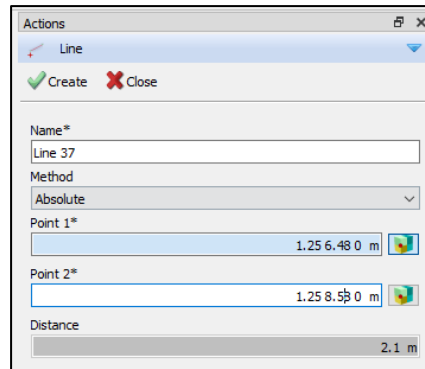 Actions
Line
Create Close
Name*
Line 37
Method
Absolute
Point 1*
1.25 6.48 0 m
Point 2*
1.25 8.58 0 m
Distance
2.1 m